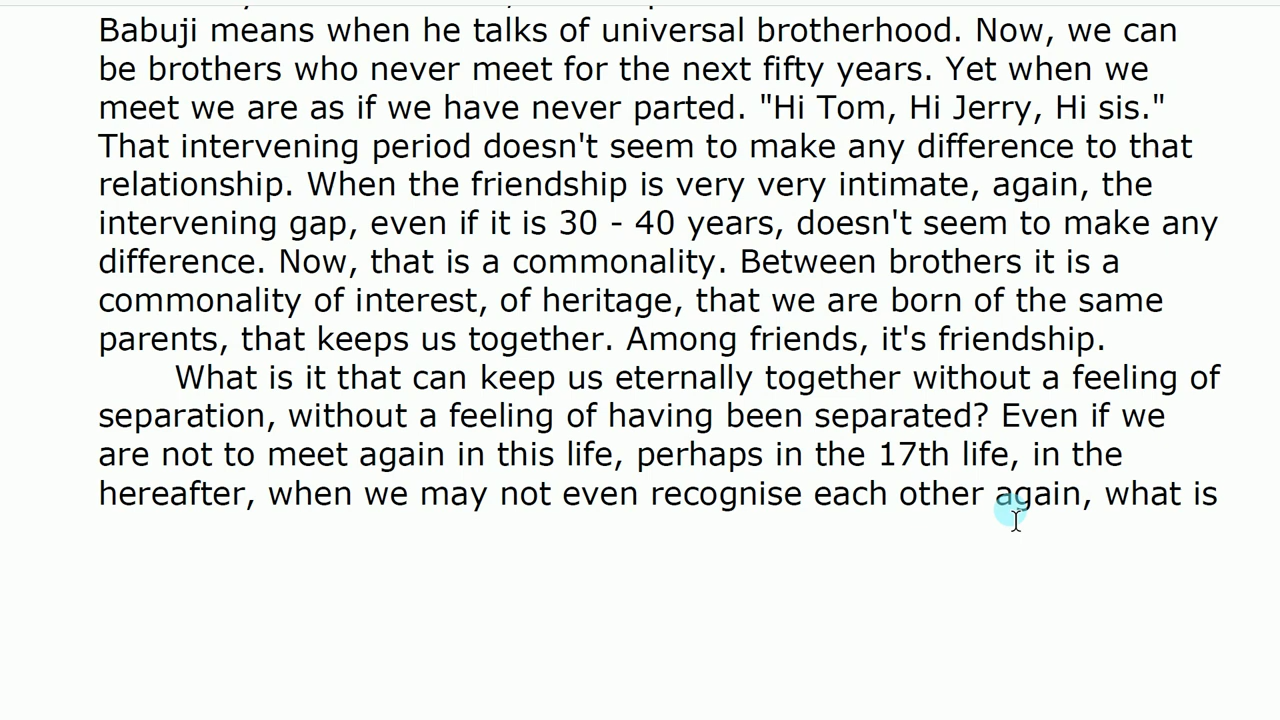 Babuji means when he talks of universal brotherhood. Now, we can
be brothers who never meet for the next fifty years. Yet when we
meet we are as if we have never parted. "Hi Tom, Hi Jerry, Hi sis."
That intervening period doesn't seem to make any difference to that
relationship. When the friendship is very very intimate, again, the
intervening gap, even if it is 30 - 40 years, doesn't seem to make any
difference. Now, that is a commonality. Between brothers it is a
commonality of interest, of heritage, that we are born of the same
parents, that keeps us together. Among friends, it's friendship.
What is it that can keep us eternally together without a feeling of
separation, without a feeling of having been separated? Even if we
are not to meet again in this life, perhaps in the 17th life, in the
hereafter, when we may not even recognise each other again, what is